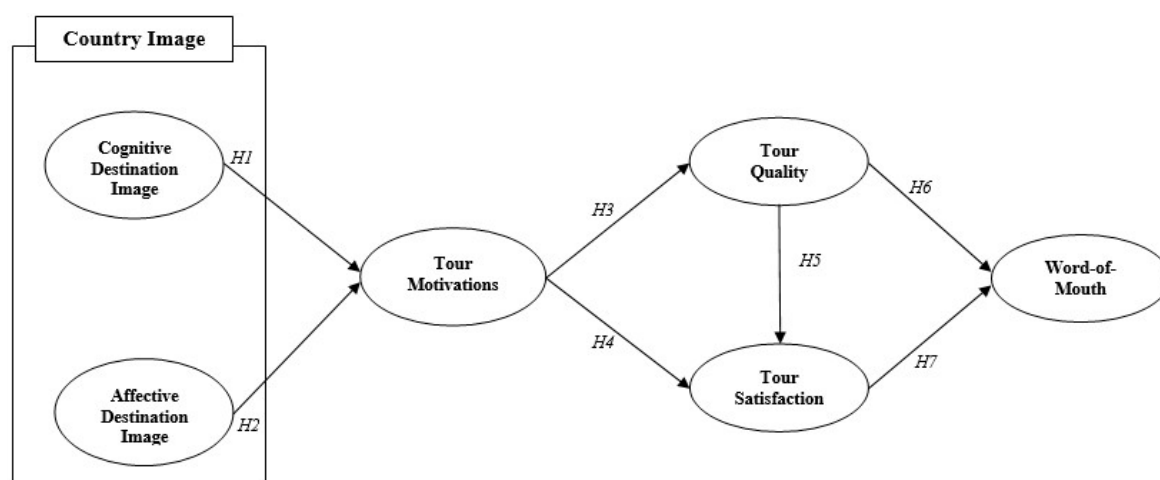 Country Image
Cognitive
Destination
Image
H1
Affective
Destination
Image
H2
Tour
Motivations
H3
H4
Tour
Quality
H5
Tour
Satisfaction
H6
H7
Word-of-
Mouth